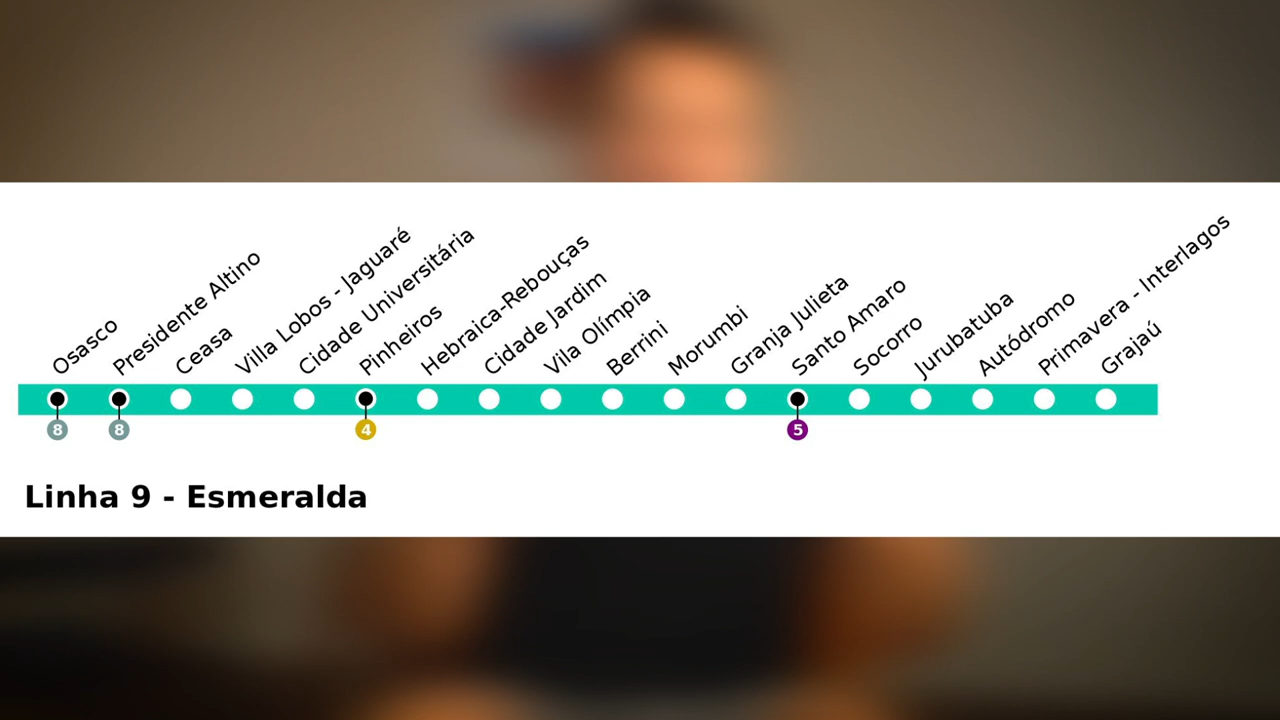 Osasco
Presidente Altino
Ceasa
Villa Lobos - Jaguaré
Cidade Universitária
Pinheiros
Hebraica-Rebouças
Cidade Jardim
Vila Olímpia
Berrini
Morumbi
Granja Julieta
Santo Amaro
Socorro
Jurubatuba
Autódromo
Primavera - Interlagos
Grajaú
8 8 4 5
Linha 9 - Esmeralda